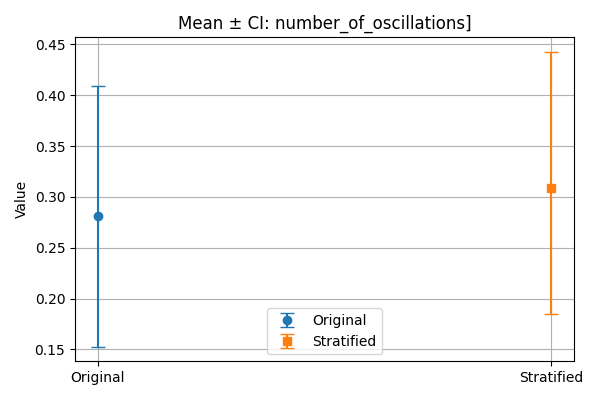 Mean ± CI: number_of_oscillations]
Value
0.45
0.40
0.35
0.30
0.25
0.20
0.15
Original
Stratified
Original
Stratified